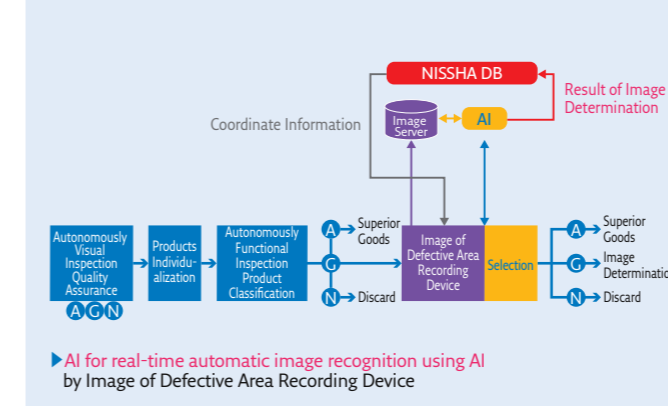 NISSHA DB
Result of Image
Determination
Image
Server
AI
Coordinate Information
Autonomously
Visual
Inspection
Quality
Assurance
A G N
Products
Individu-
alization
Autonomously
Functional
Inspection
Product
Classification
A
Superior
Goods
G
N
Discard
Image of
Defective Area
Recording
Device
Selection
A
Superior
Goods
G
Image
Determinatio
N
Discard
AI for real-time automatic image recognition using AI
by Image of Defective Area Recording Device